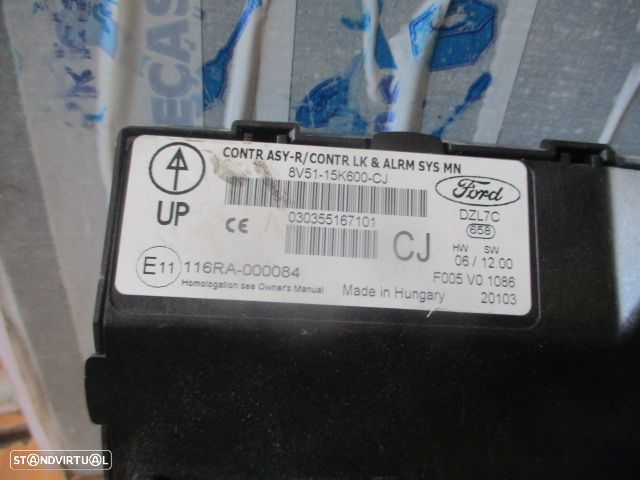 PEÇAS
CONTR ASY-R/CONTR LK & ALRM SYS MN
8V51-15K600-CJ
Ford
UP
CE
030355167101
DZL7C
658
CJ
HW SW
06 / 12.00
E11 116RA-000084
F005 V0 1086
Homologation see Owner's Manual
Made in Hungary
20103
STANDVIRTUAL